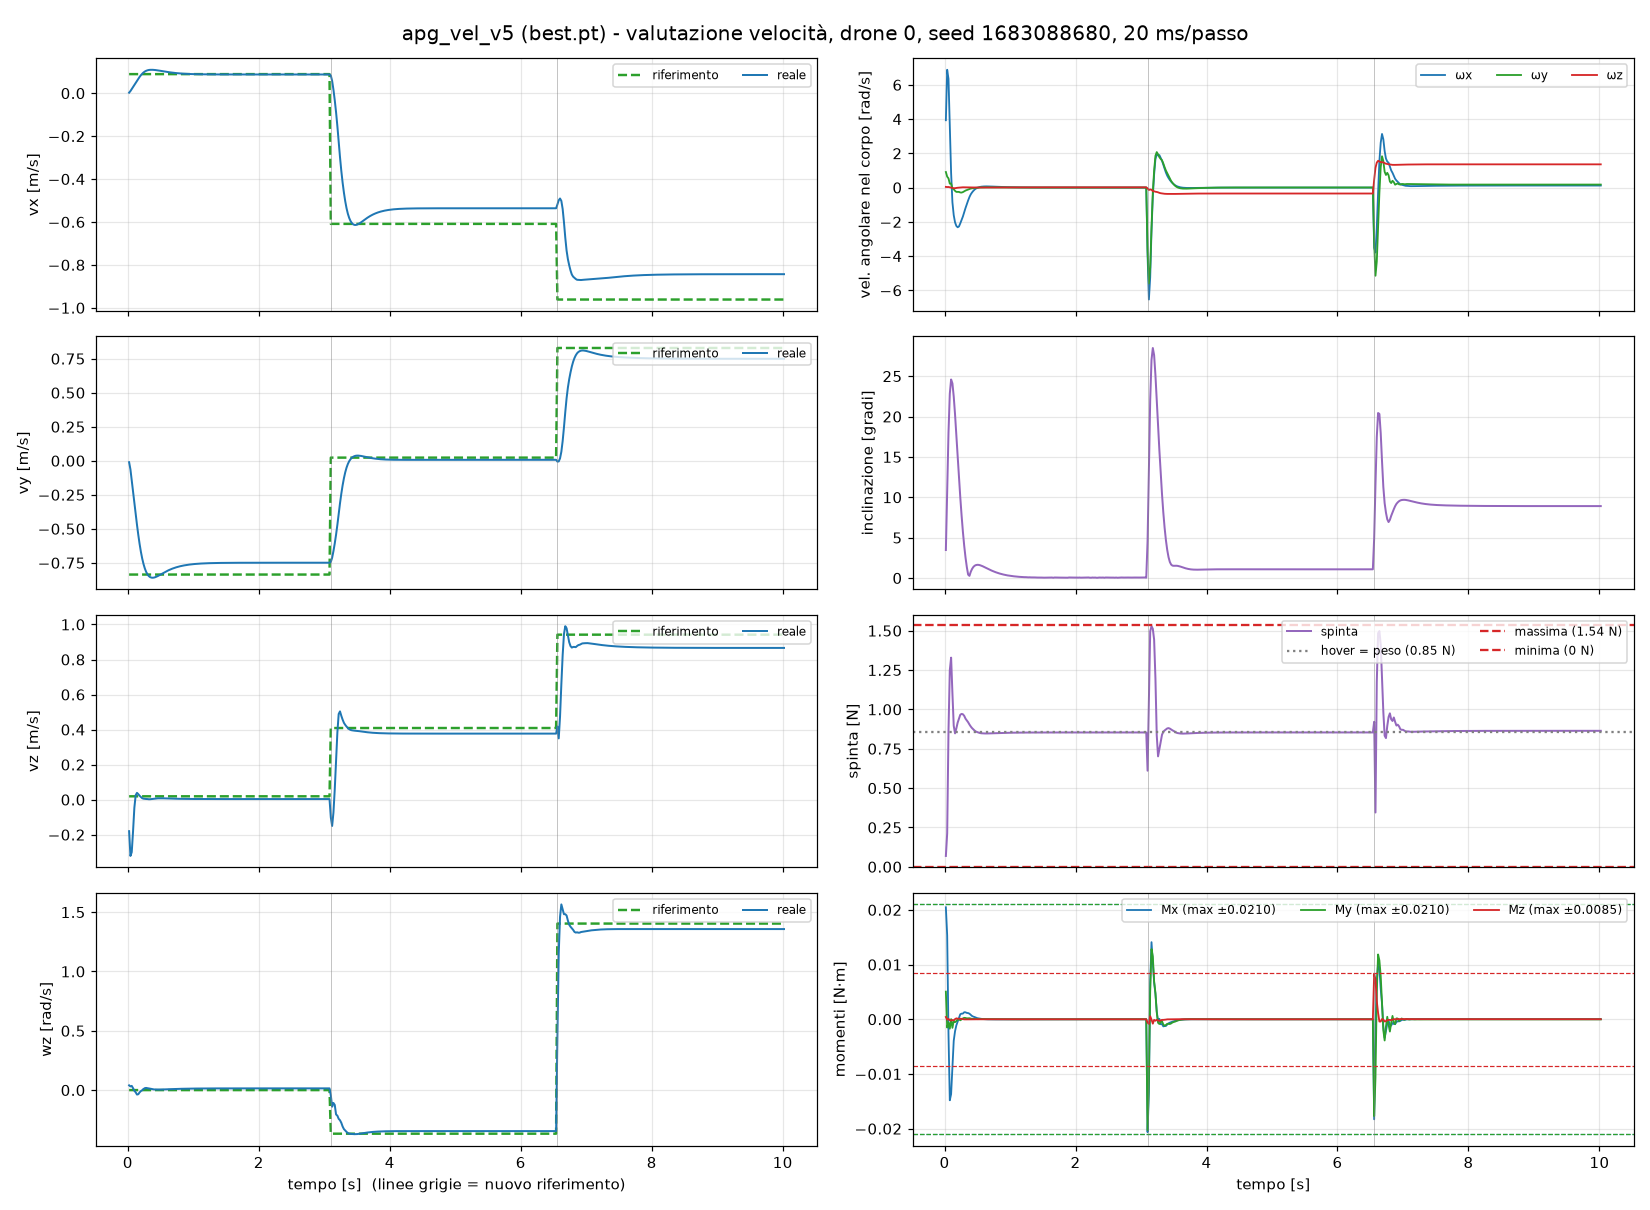 apg_vel_v5 (best.pt) - valutazione velocità, drone 0, seed 1683088680, 20 ms/passo
vx [m/s]
0.0
−0.2
−0.4
−0.6
−0.8
−1.0
riferimento reale
vel. angolare nel corpo [rad/s]
6
4
2
0
−2
−4
−6
ωx ωy ωz
vy [m/s]
0.75
0.50
0.25
0.00
−0.25
−0.50
−0.75
riferimento reale
inclinazione [gradi]
25
20
15
10
5
0
vz [m/s]
1.0
0.8
0.6
0.4
0.2
0.0
−0.2
riferimento reale
spinta [N]
1.50
1.25
1.00
0.75
0.50
0.25
0.00
spinta massima (1.54 N)
hover = peso (0.85 N) minima (0 N)
wz [rad/s]
1.5
1.0
0.5
0.0
riferimento reale
0 2 4 6 8 10
tempo [s]  (linee grigie = nuovo riferimento)
momenti [N·m]
0.02
0.01
0.00
−0.01
−0.02
Mx (max ±0.0210) My (max ±0.0210) Mz (max ±0.0085)
0 2 4 6 8 10
tempo [s]